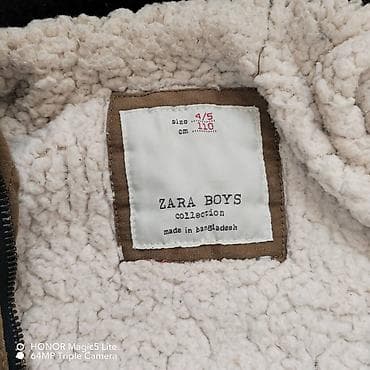 size ... 4/5
cm ... 110
ZARA BOYS
collection
made in bangladesh
HONOR Magic5 Lite
64MP Triple Camera